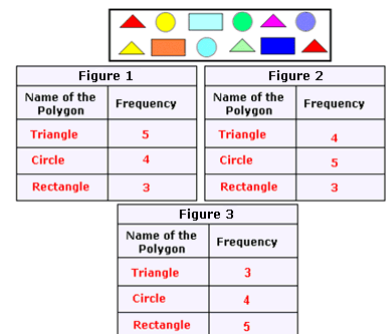 Figure 1
Name of the Polygon Frequency
Triangle 5
Circle 4
Rectangle 3
Figure 2
Name of the Polygon Frequency
Triangle 4
Circle 5
Rectangle 3
Figure 3
Name of the Polygon Frequency
Triangle 3
Circle 4
Rectangle 5